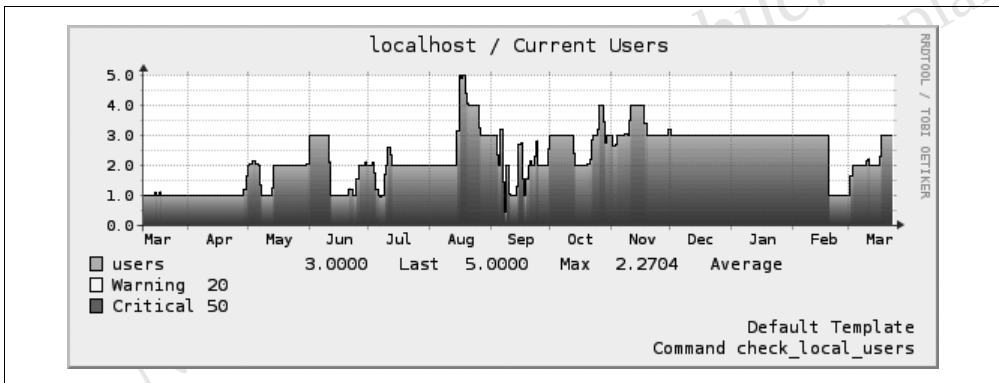 localhost / Current Users
5.0
4.0
3.0
2.0
1.0
0.0
Mar Apr May Jun Jul Aug Sep Oct Nov Dec Jan Feb Mar
users 3.0000 Last 5.0000 Max 2.2704 Average
Warning 20
Critical 50
Default Template
Command check_local_users
RRDTOOL / TOBI OETIKER